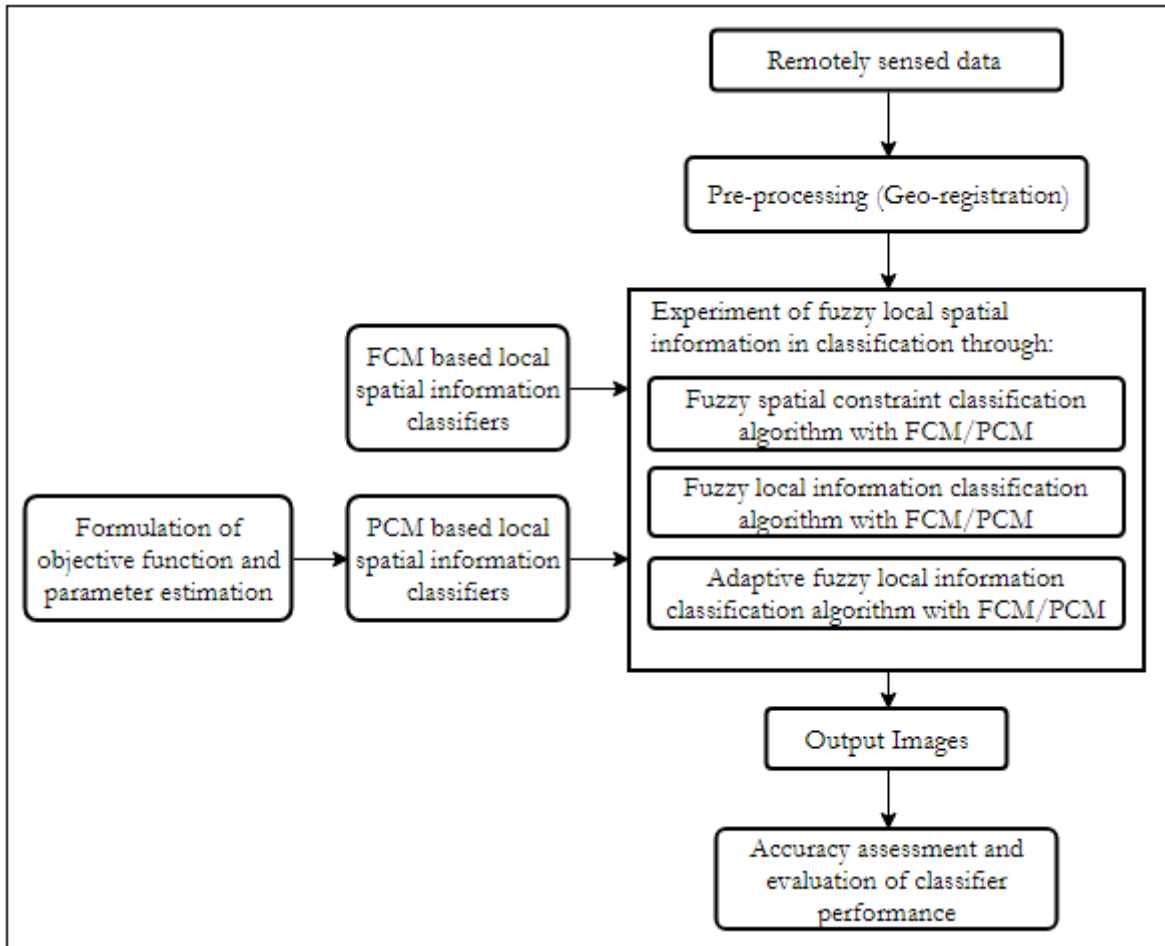 Remotely sensed data
Pre-processing (Geo-registration)
Experiment of fuzzy local spatial
information in classification through:
FCM based local
spatial information
classifiers
Fuzzy spatial constraint classification
algorithm with FCM/PCM
Fuzzy local information classification
algorithm with FCM/PCM
Formulation of
objective function and
parameter estimation
PCM based local
spatial information
classifiers
Adaptive fuzzy local information
classification algorithm with FCM/PCM
Output Images
Accuracy assessment and
evaluation of classifier
performance